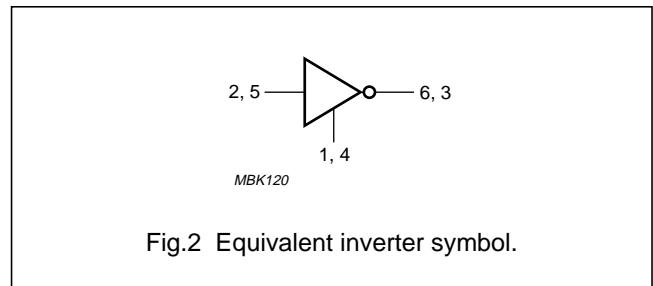 2, 5
6, 3
1, 4
MBK120
Fig.2 Equivalent inverter symbol.